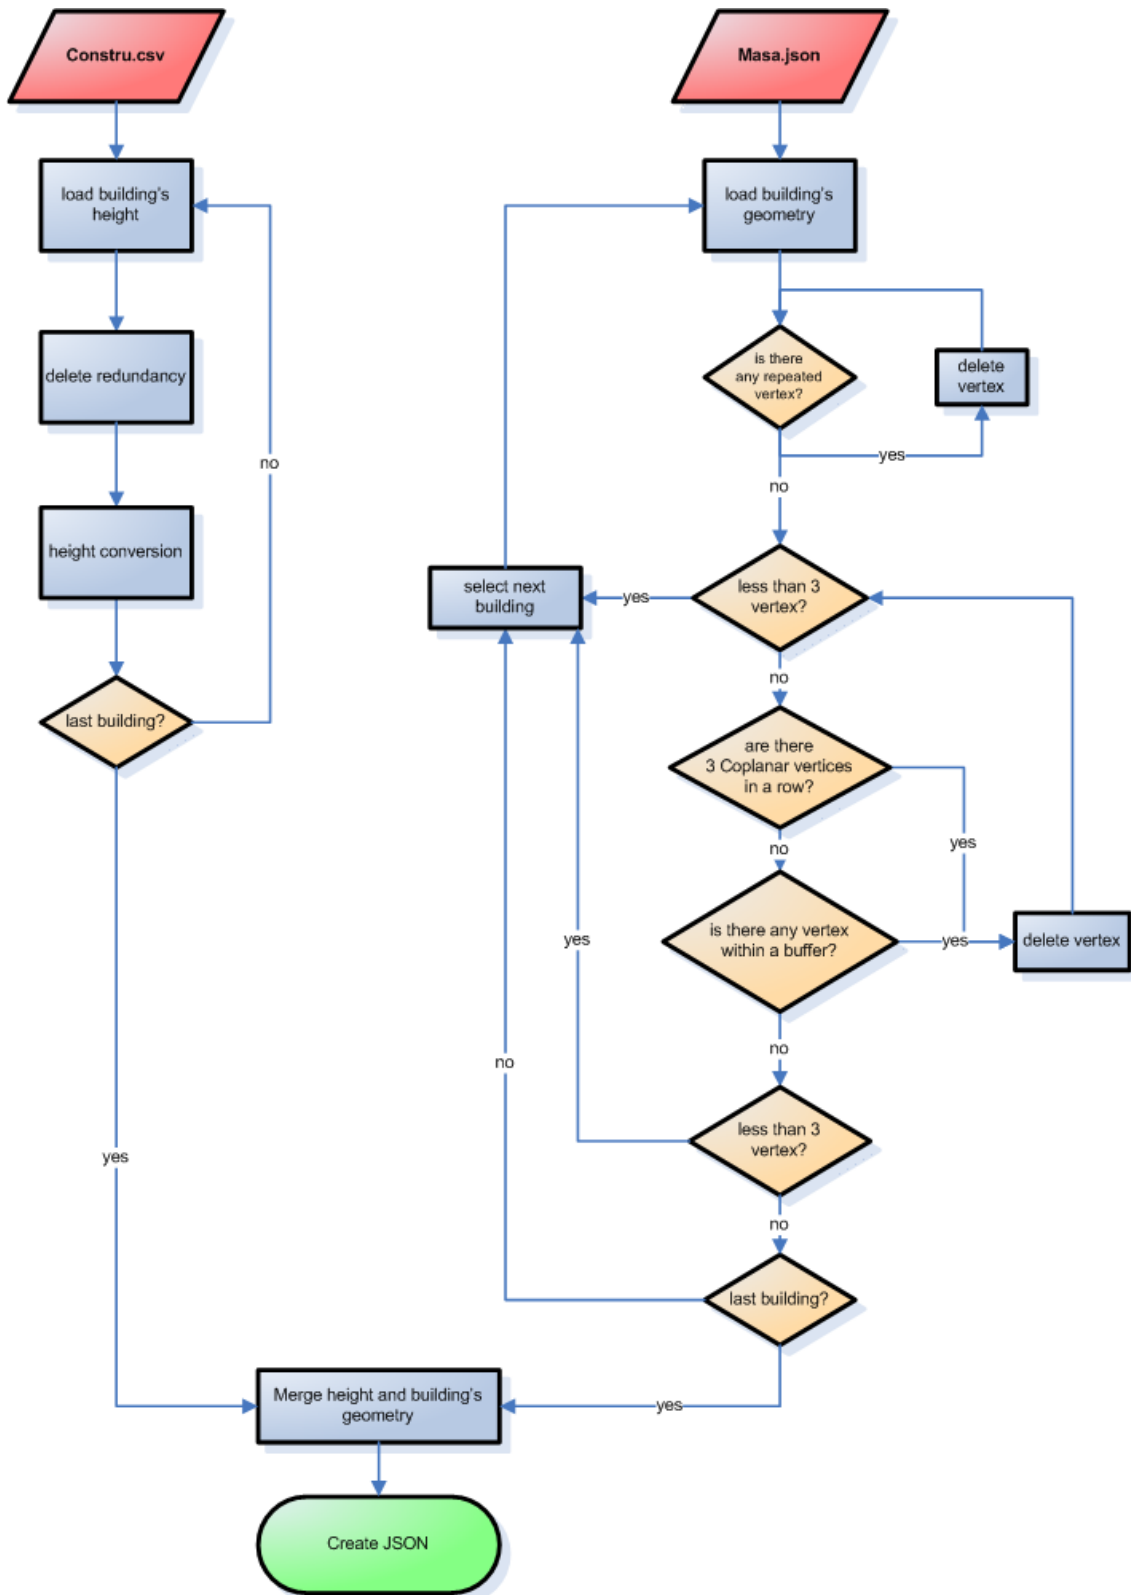 Constru.csv
load building's
height
delete redundancy
height conversion
no
last building?
yes
Masa.json
load building's
geometry
is there
any repeated
vertex?
delete
vertex
yes
no
select next
building
yes
less than 3
vertex?
no
are there
3 Coplanar vertices
in a row?
yes
no
is there any vertex
within a buffer?
yes
delete vertex
yes
no
no
less than 3
vertex?
no
last building?
Merge height and building's
geometry
yes
Create JSON